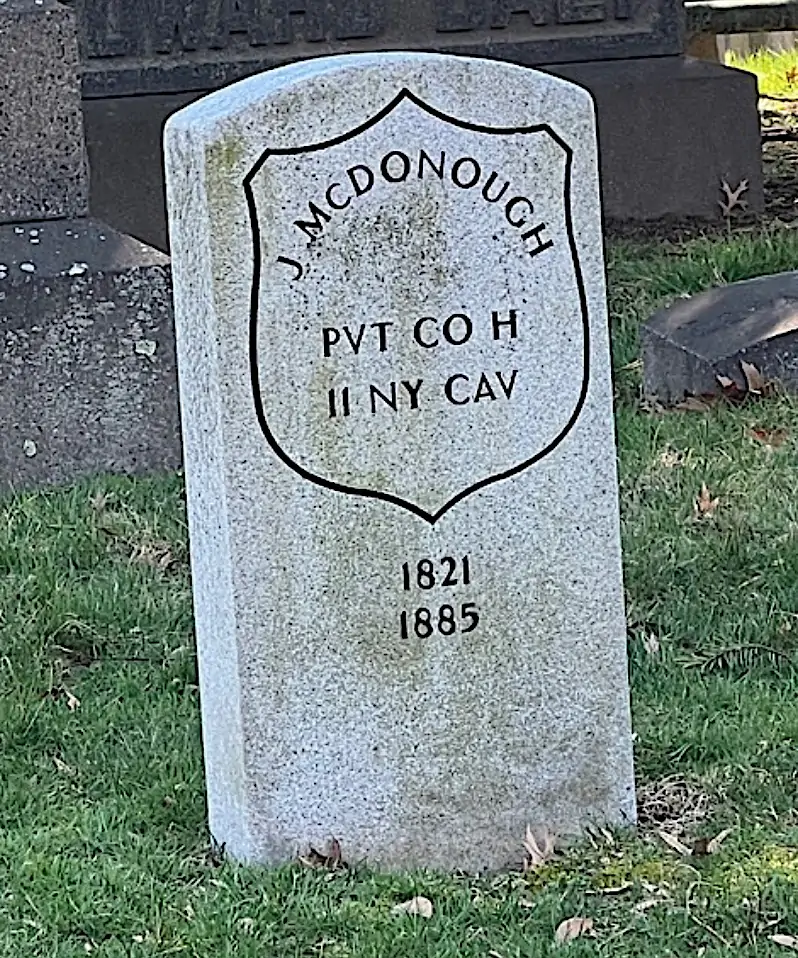 J MCDONOUGH
PVT CO H
11 NY CAV
1821
1885